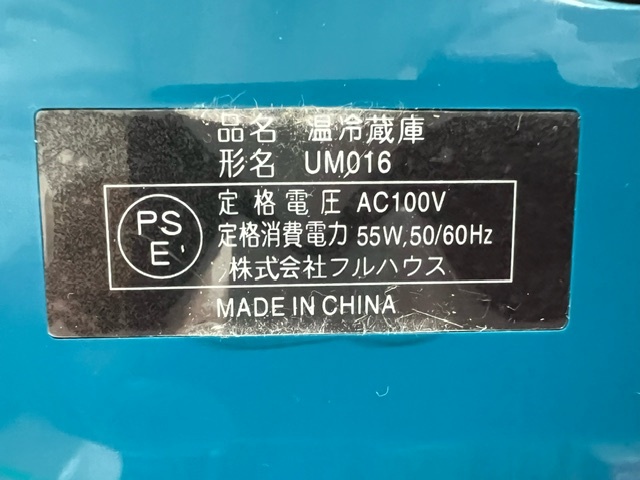 品名 温冷蔵庫
形名 UM016
PS
E
定格電圧 AC100V
定格消費電力 55W,50/60Hz
株式会社フルハウス
MADE IN CHINA